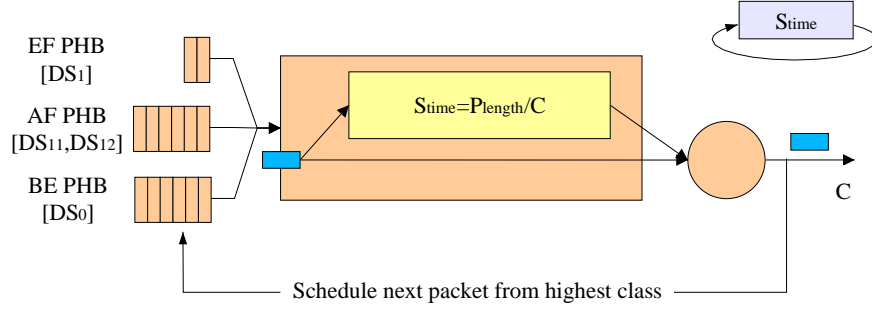 Stime
EF PHB
[DS1]
AF PHB
[DS11,DS12]
BE PHB
[DS0]
Stime=Plength/C
C
Schedule next packet from highest class